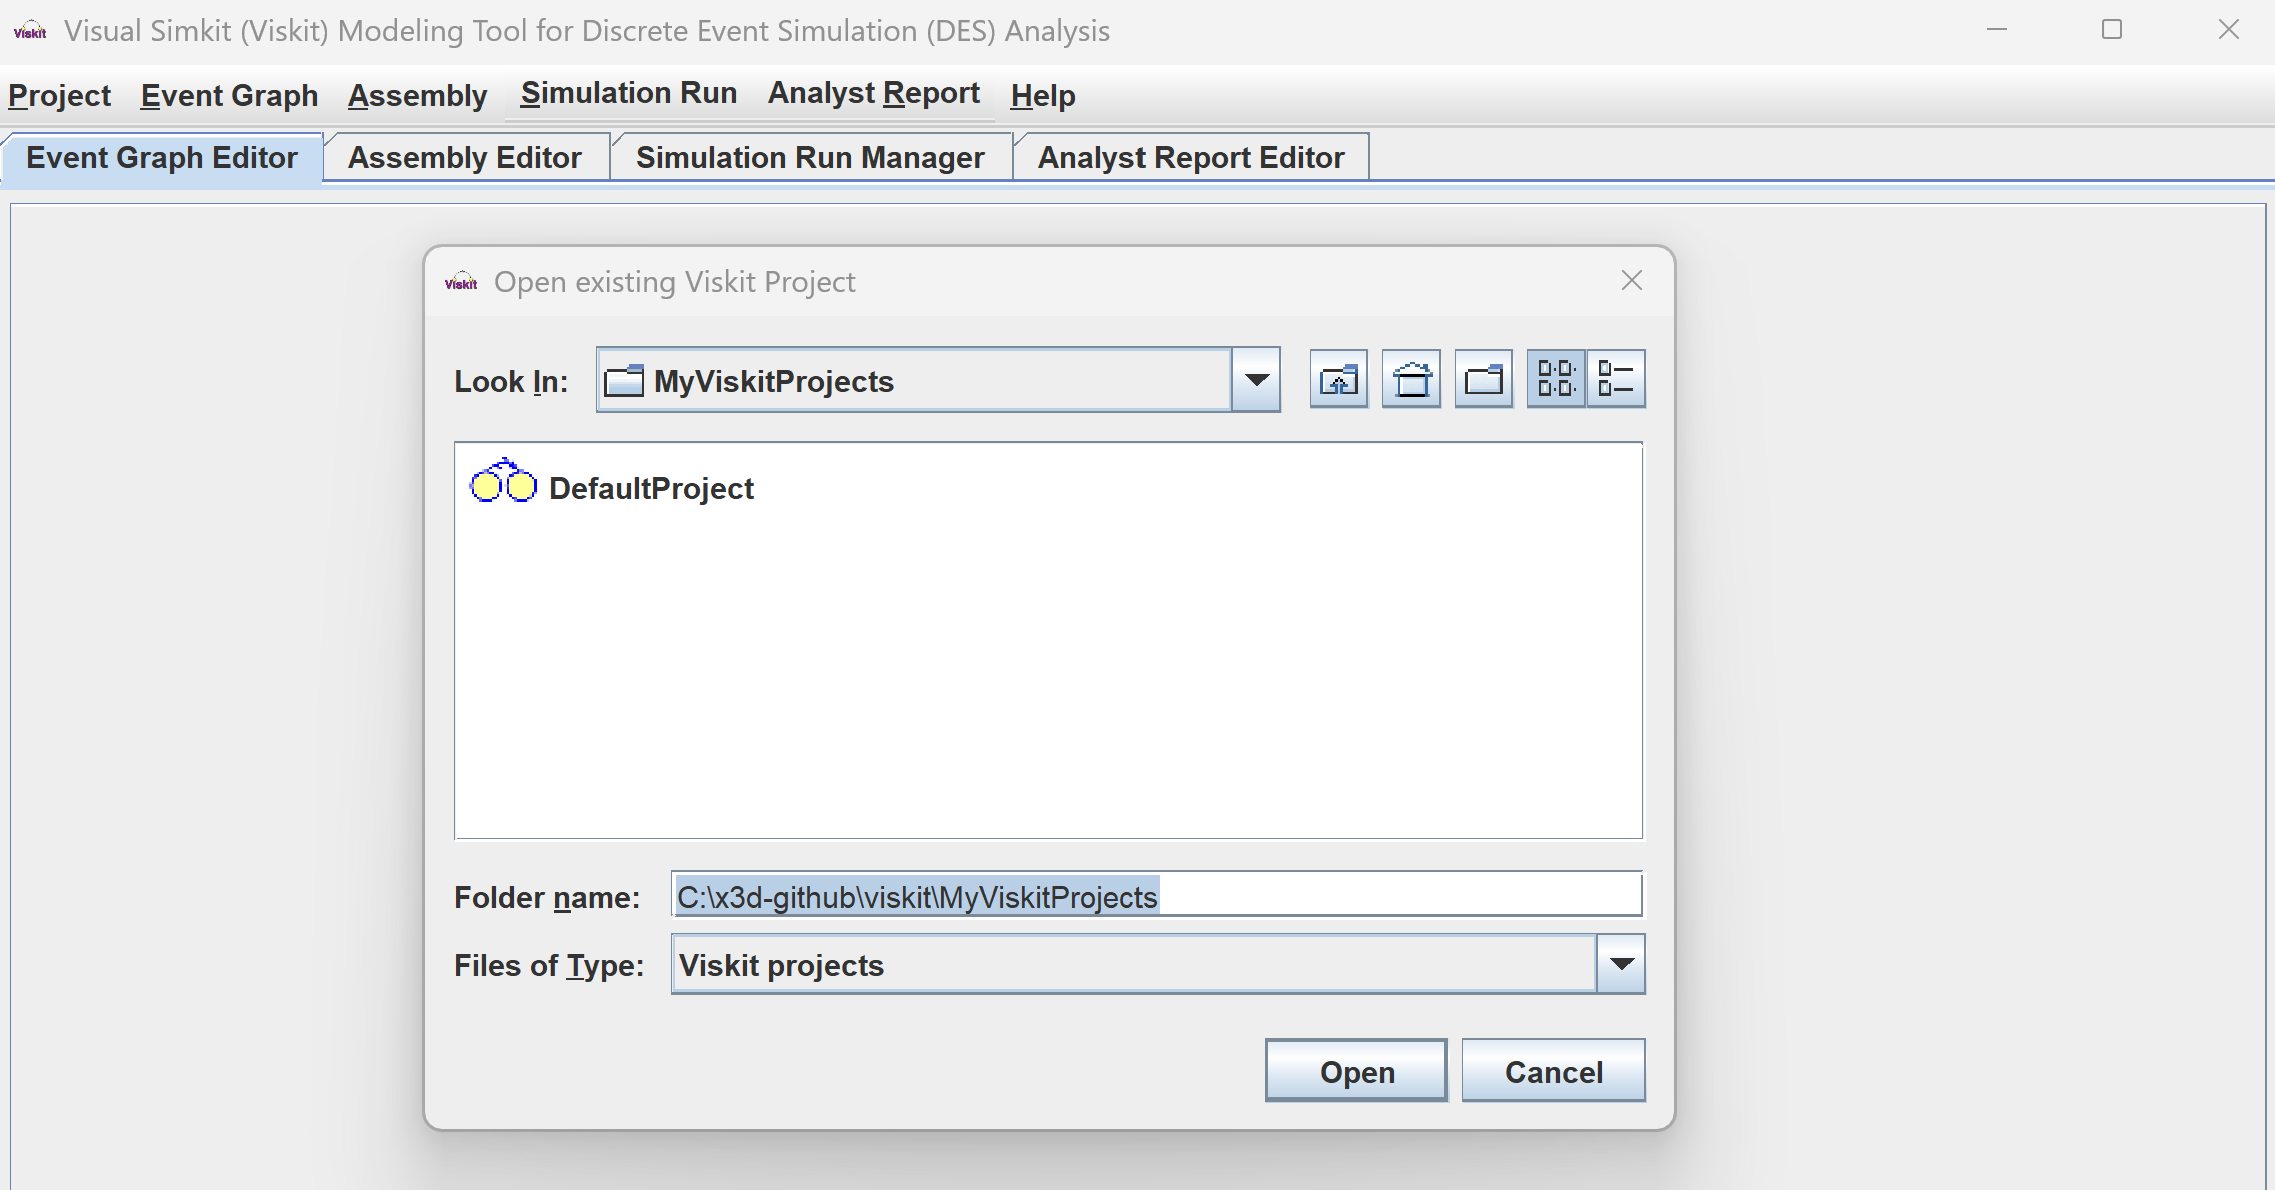 Viskit Visual Simkit (Viskit) Modeling Tool for Discrete Event Simulation (DES) Analysis
Project Event Graph Assembly Simulation Run Analyst Report Help
Event Graph Editor Assembly Editor Simulation Run Manager Analyst Report Editor
Viskit Open existing Viskit Project
Look In: MyViskitProjects
DefaultProject
Folder name: C:\x3d-github\viskit\MyViskitProjects
Files of Type: Viskit projects
Open Cancel